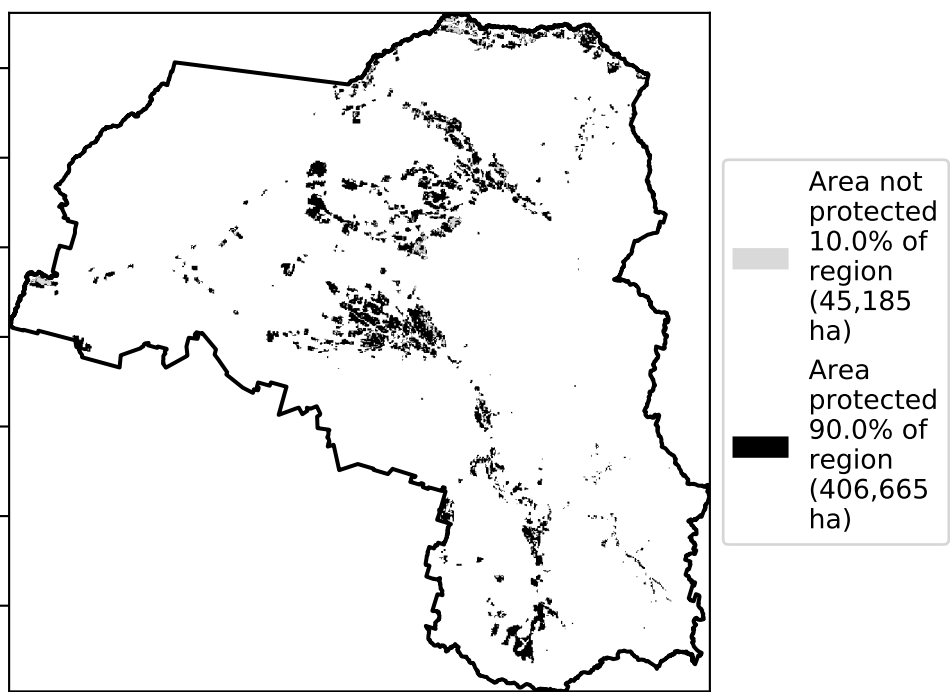 Area not
protected
10.0% of
region
(45,185
ha)
Area
protected
90.0% of
region
(406,665
ha)